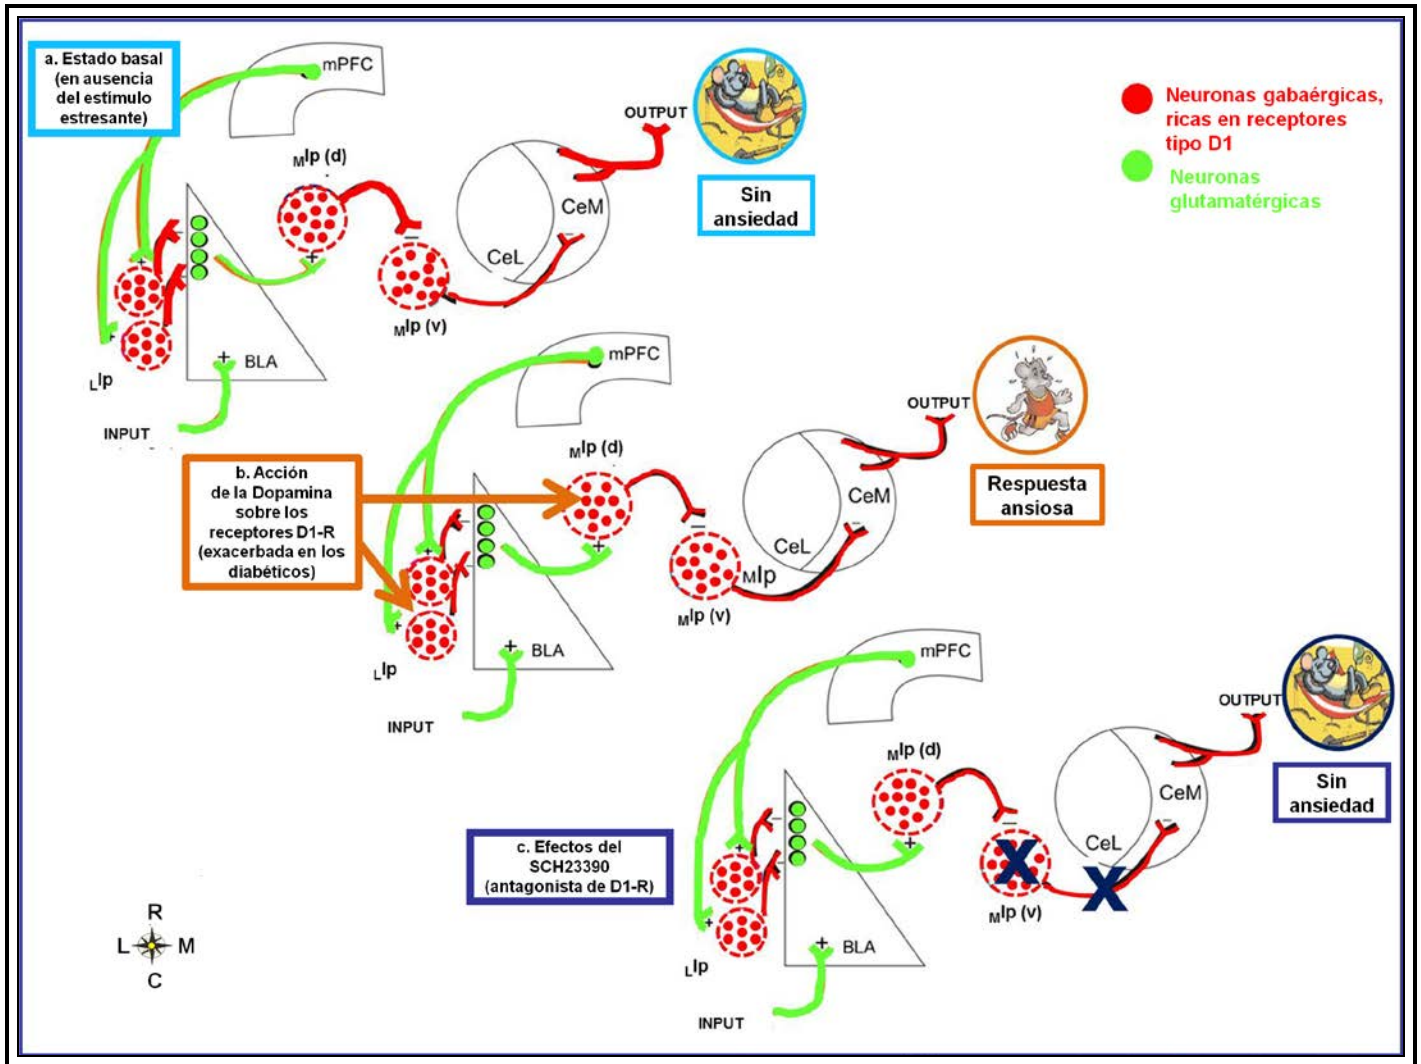 a. Estado basal
(en ausencia
del estímulo
estresante)
mPFC
OUTPUT
Sin
ansiedad
Neuronas gabaérgicas,
ricas en receptores
tipo D1
Neuronas
glutamatérgicas
MIp (d)
CeM
CeL
MIp (v)
BLA
LIp
INPUT
+
+
+
+
−
−
−
mPFC
OUTPUT
Respuesta
ansiosa
b. Acción
de la Dopamina
sobre los
receptores D1-R
(exacerbada en los
diabéticos)
MIp (d)
CeM
CeL
MIp
MIp (v)
BLA
LIp
INPUT
+
+
+
+
−
−
−
−
mPFC
OUTPUT
Sin
ansiedad
c. Efectos del
SCH23390
(antagonista de D1-R)
MIp (d)
CeM
CeL
X
X
MIp (v)
BLA
LIp
INPUT
+
+
+
+
−
−
−
−
R
L
M
C